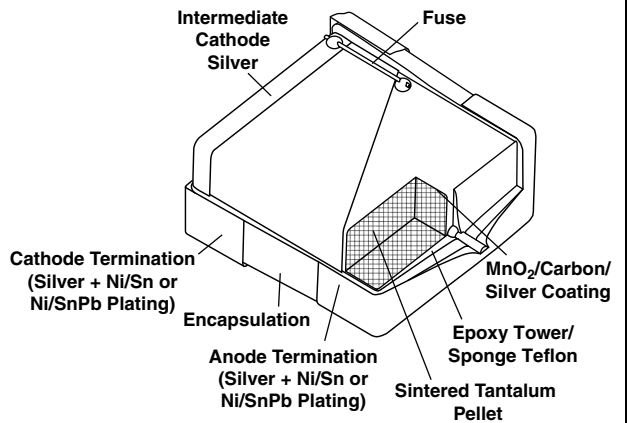 Intermediate
Cathode
Silver
Fuse
Cathode Termination
(Silver + Ni/Sn or
Ni/SnPb Plating)
Encapsulation
Anode Termination
(Silver + Ni/Sn or
Ni/SnPb Plating)
MnO₂/Carbon/
Silver Coating
Epoxy Tower/
Sponge Teflon
Sintered Tantalum
Pellet